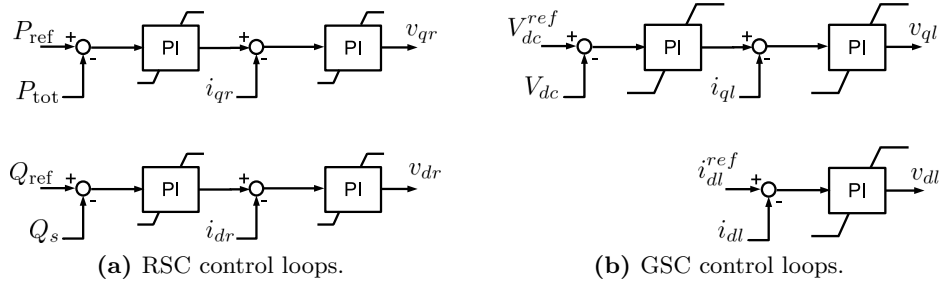 P_ref + - PI + - PI v_qr
P_tot i_qr
Q_ref + - PI + - PI v_dr
Q_s i_dr
(a) RSC control loops.
V_dc^ref + - PI + - PI v_ql
V_dc i_ql
i_dl^ref + - PI v_dl
i_dl
(b) GSC control loops.